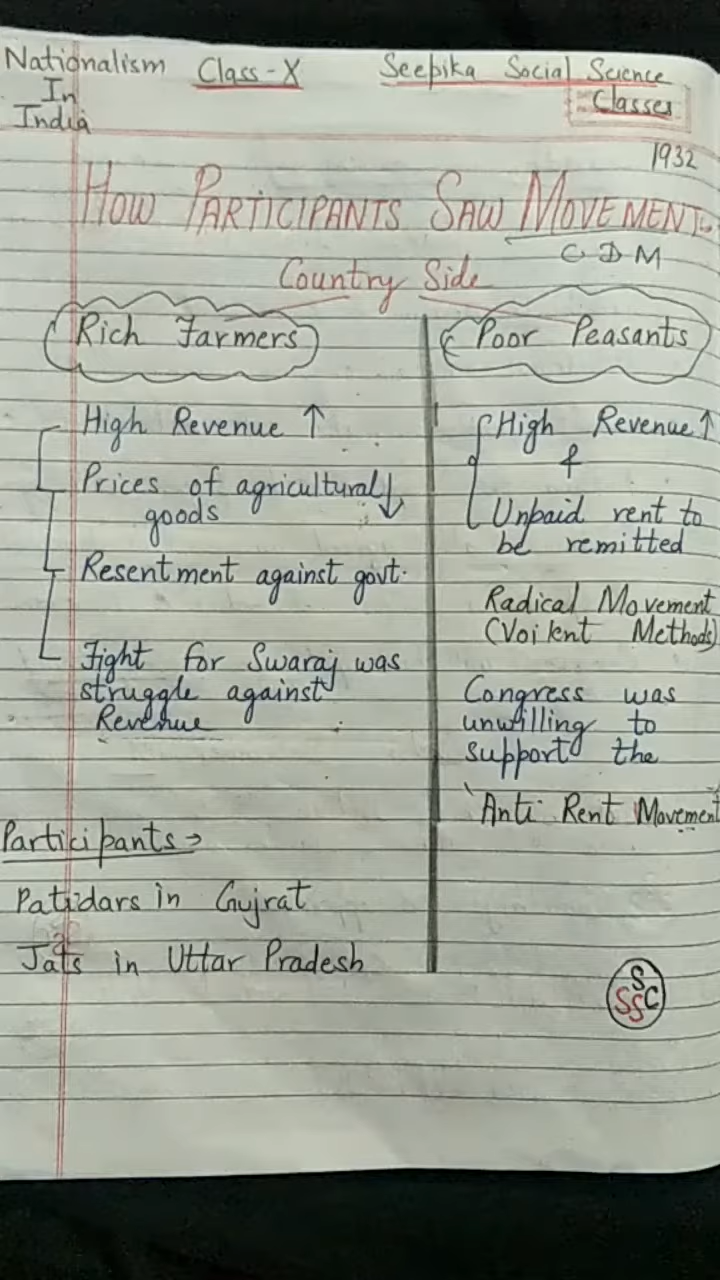 Nationalism
In
India
Class-X
Seepika Social Science
Classes
1932
HOW PARTICIPANTS SAW MOVEMENT
C D M
Country Side
Rich Farmers
High Revenue ↑
Prices of agricultural ↓
goods
Resentment against govt.
Fight for Swaraj was
struggle against
Revenue
Participants →
Patidars in Gujrat
Jats in Uttar Pradesh
Poor Peasants
High Revenue ↑
&
Unpaid rent to
be remitted
Radical Movement
(Voilent Methods)
Congress was
unwilling to
support the
'Anti Rent Movement
SSSC